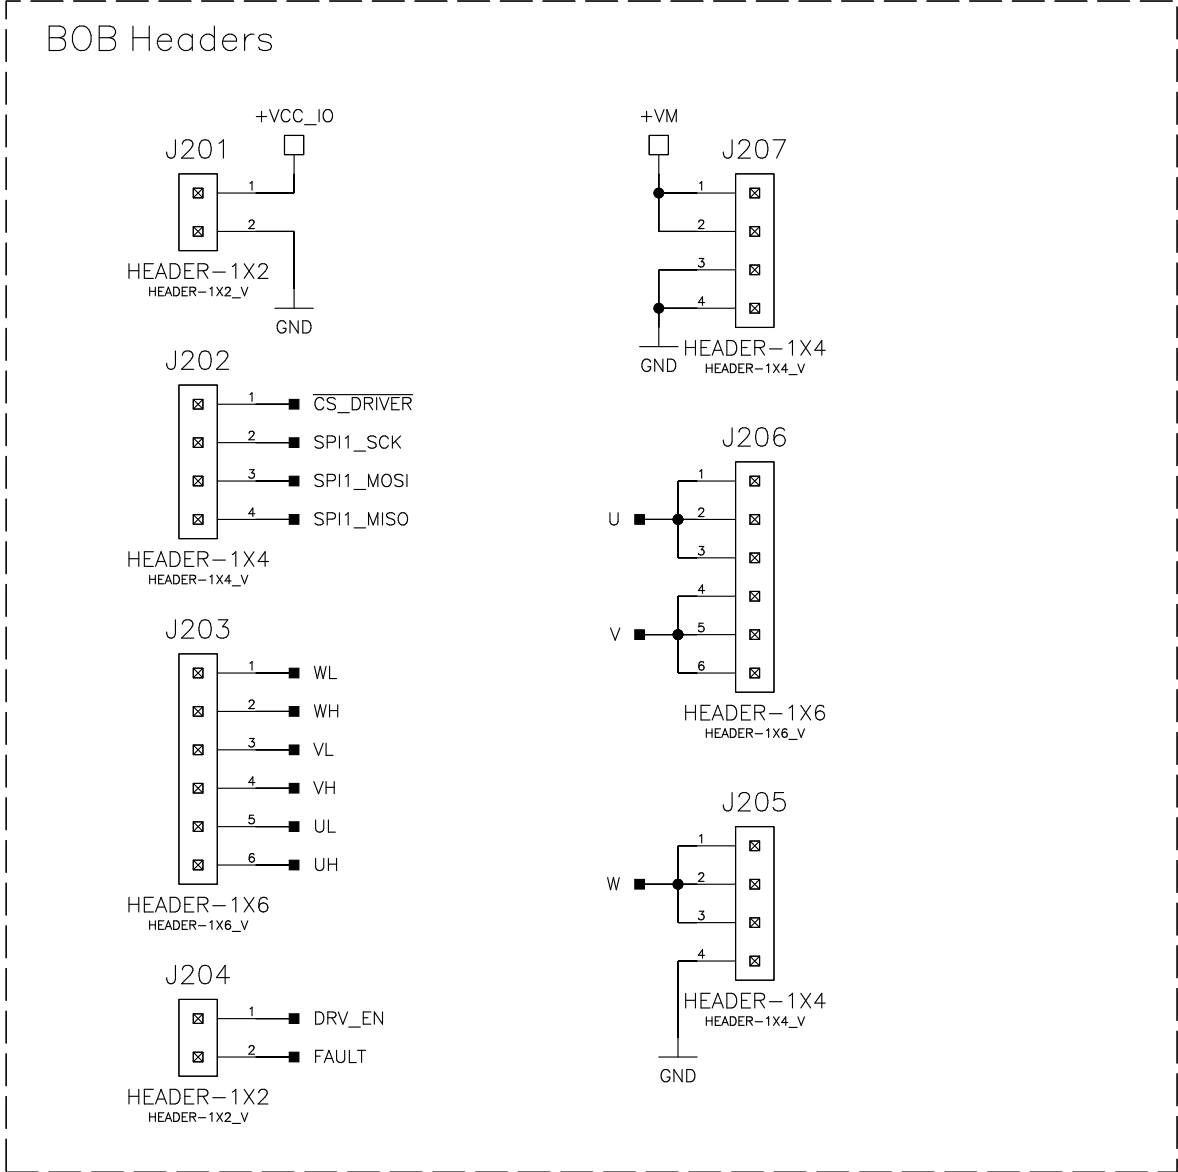 BOB Headers
+VCC_IO
J201
1
2
HEADER-1X2
HEADER-1X2_V
GND
J202
1 CS_DRIVER
2 SPI1_SCK
3 SPI1_MOSI
4 SPI1_MISO
HEADER-1X4
HEADER-1X4_V
J203
1 WL
2 WH
3 VL
4 VH
5 UL
6 UH
HEADER-1X6
HEADER-1X6_V
J204
1 DRV_EN
2 FAULT
HEADER-1X2
HEADER-1X2_V
+VM
J207
1
2
3
4
GND
HEADER-1X4
HEADER-1X4_V
J206
1
U 2
3
4
V 5
6
HEADER-1X6
HEADER-1X6_V
J205
1
W 2
3
4
HEADER-1X4
HEADER-1X4_V
GND